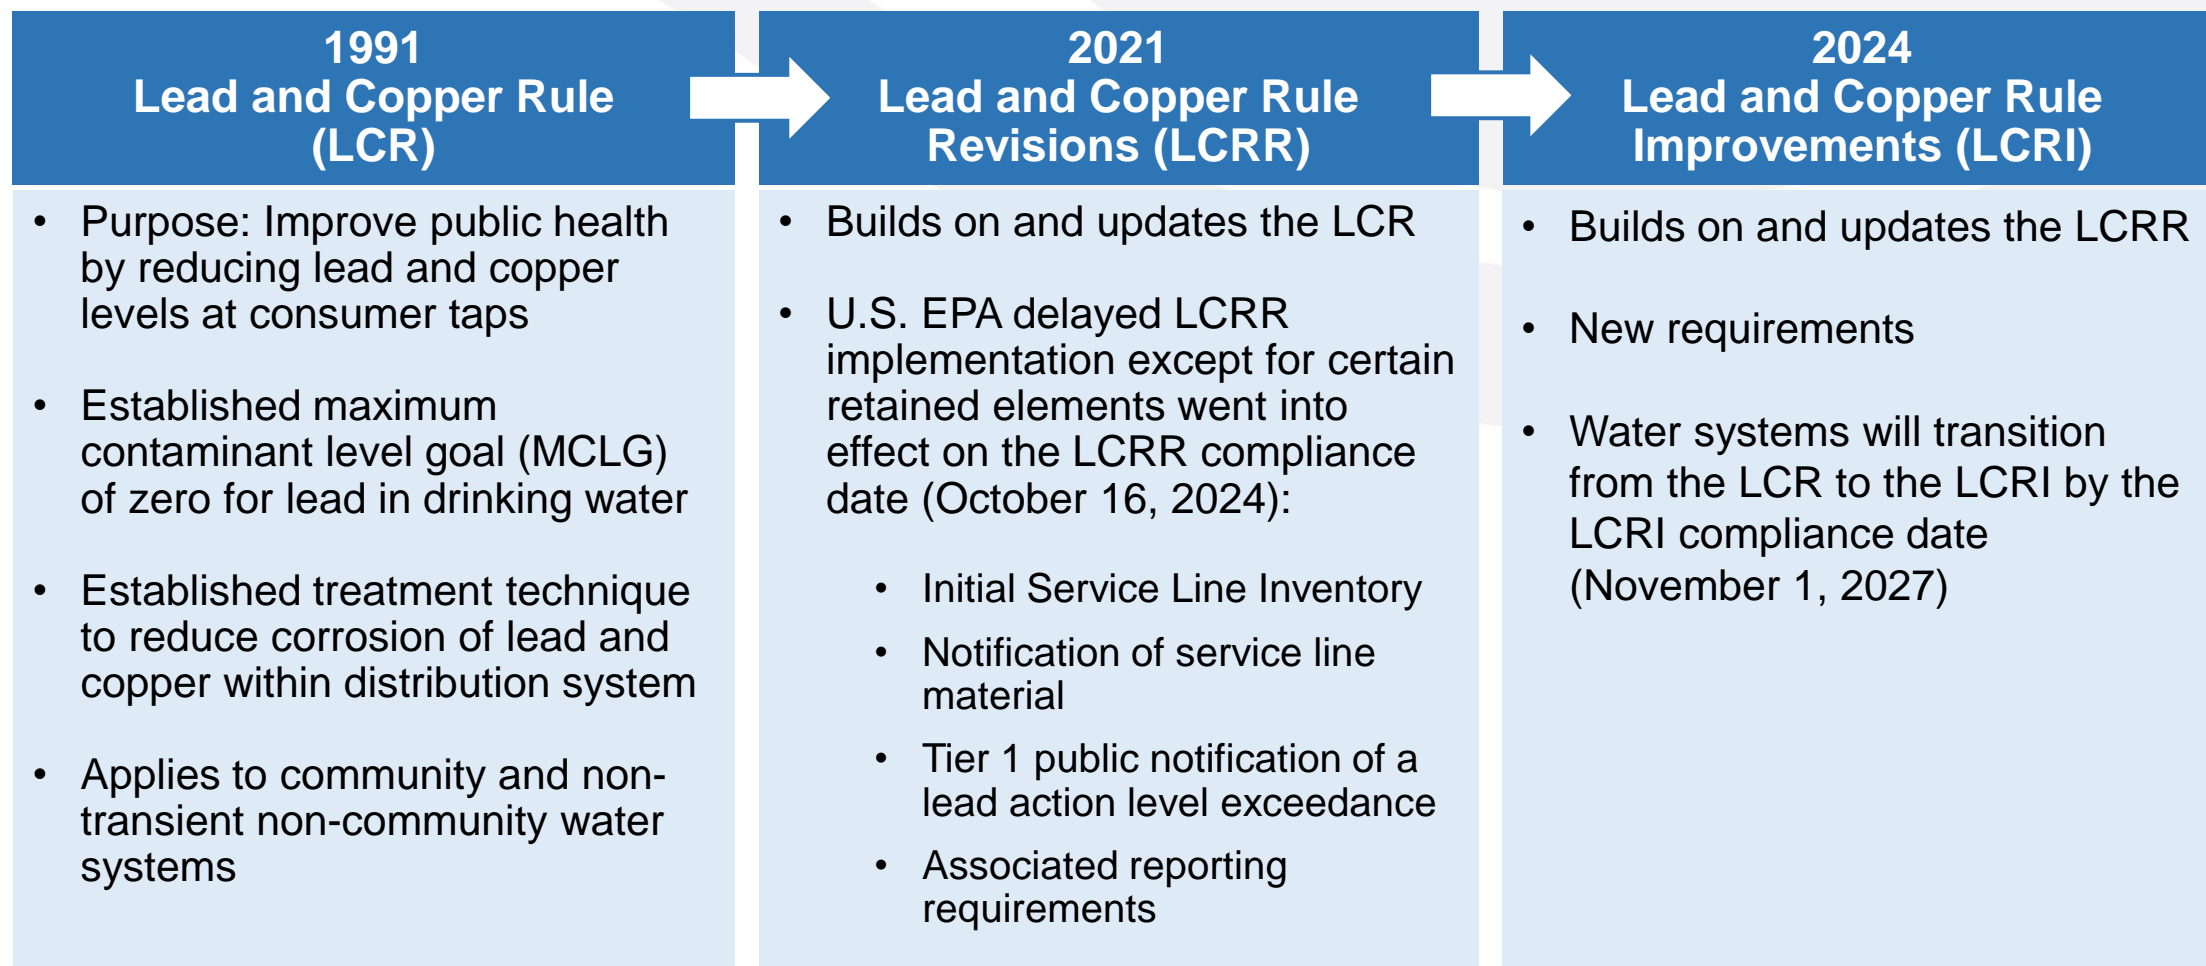 1991
Lead and Copper Rule
(LCR)
• Purpose: Improve public health
by reducing lead and copper
levels at consumer taps
• Established maximum
contaminant level goal (MCLG)
of zero for lead in drinking water
• Established treatment technique
to reduce corrosion of lead and
copper within distribution system
• Applies to community and non-
transient non-community water
systems
2021
Lead and Copper Rule
Revisions (LCRR)
• Builds on and updates the LCR
• U.S. EPA delayed LCRR
implementation except for certain
retained elements went into
effect on the LCRR compliance
date (October 16, 2024):
• Initial Service Line Inventory
• Notification of service line
material
• Tier 1 public notification of a
lead action level exceedance
• Associated reporting
requirements
2024
Lead and Copper Rule
Improvements (LCRI)
• Builds on and updates the LCRR
• New requirements
• Water systems will transition
from the LCR to the LCRI by the
LCRI compliance date
(November 1, 2027)